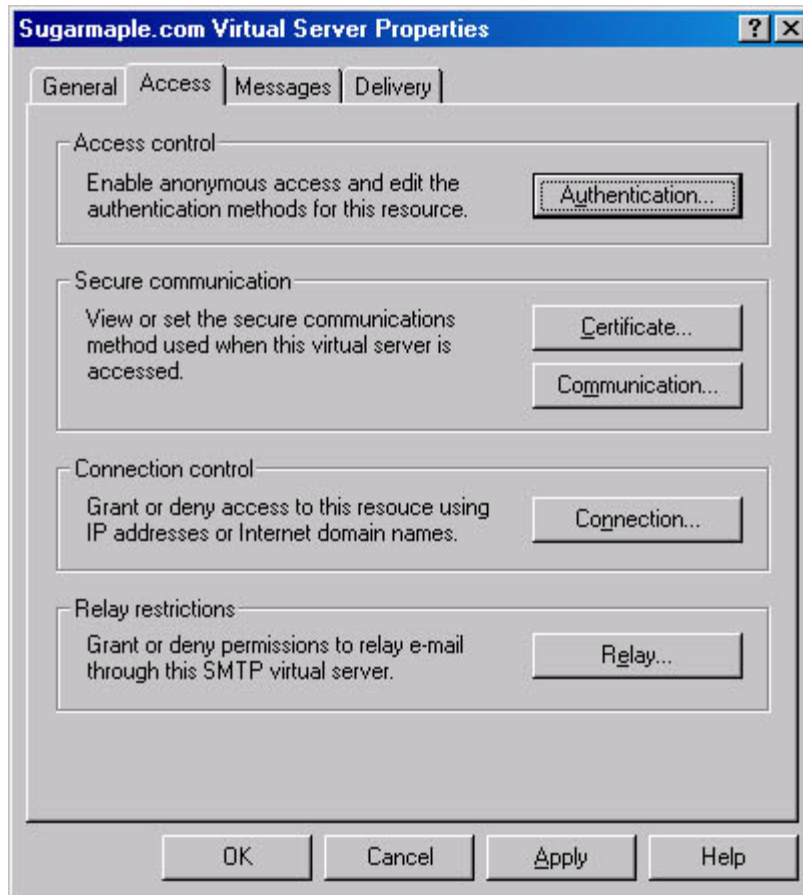 Sugarmaple.com Virtual Server Properties
General Access Messages Delivery
Access control
Enable anonymous access and edit the
authentication methods for this resource.
Authentication...
Secure communication
View or set the secure communications
method used when this virtual server is
accessed.
Certificate...
Communication...
Connection control
Grant or deny access to this resouce using
IP addresses or Internet domain names.
Connection...
Relay restrictions
Grant or deny permissions to relay e-mail
through this SMTP virtual server.
Relay...
OK Cancel Apply Help